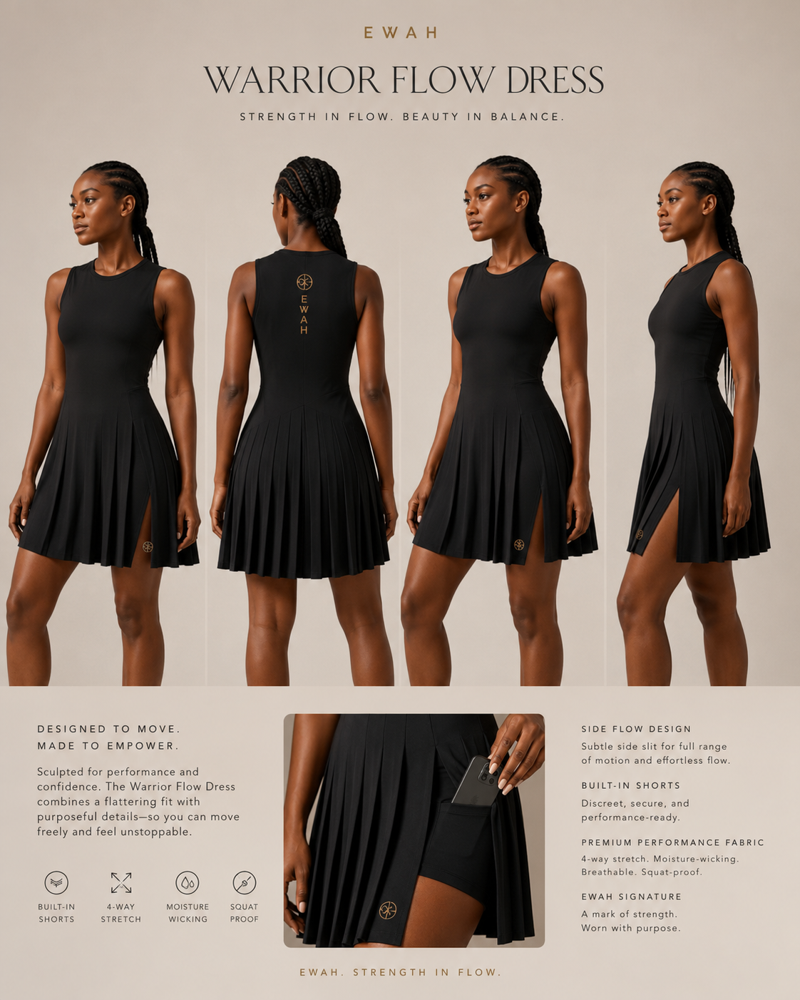 EWAH
WARRIOR FLOW DRESS
STRENGTH IN FLOW. BEAUTY IN BALANCE.
E
W
A
H
DESIGNED TO MOVE.
MADE TO EMPOWER.
Sculpted for performance and
confidence. The Warrior Flow Dress
combines a flattering fit with
purposeful details—so you can move
freely and feel unstoppable.
BUILT-IN
SHORTS
4-WAY
STRETCH
MOISTURE
WICKING
SQUAT
PROOF
SIDE FLOW DESIGN
Subtle side slit for full range
of motion and effortless flow.
BUILT-IN SHORTS
Discreet, secure, and
performance-ready.
PREMIUM PERFORMANCE FABRIC
4-way stretch. Moisture-wicking.
Breathable. Squat-proof.
EWAH SIGNATURE
A mark of strength.
Worn with purpose.
EWAH. STRENGTH IN FLOW.